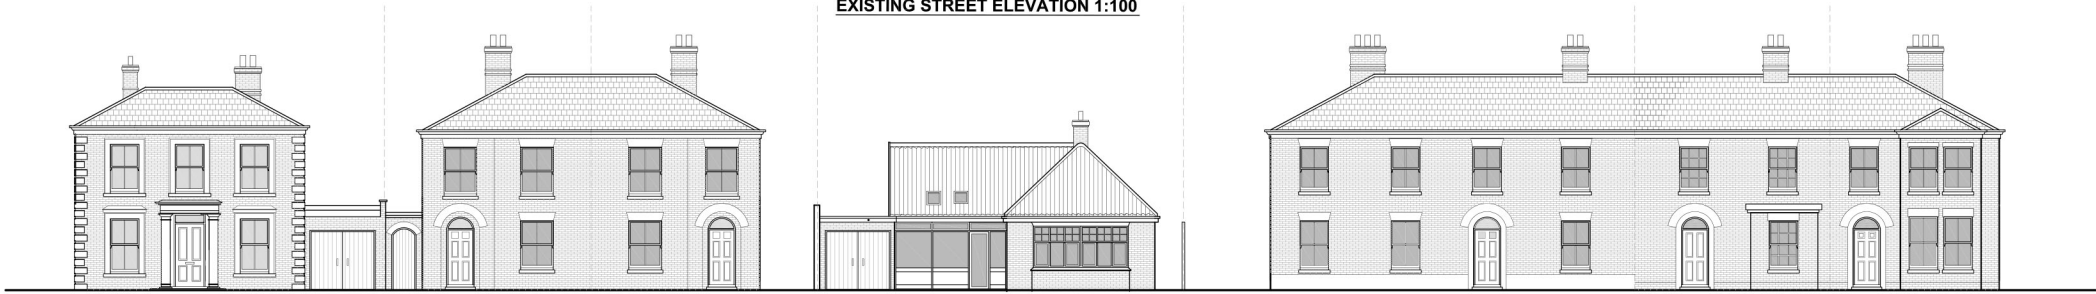 EXISTING STREET ELEVATION 1:100